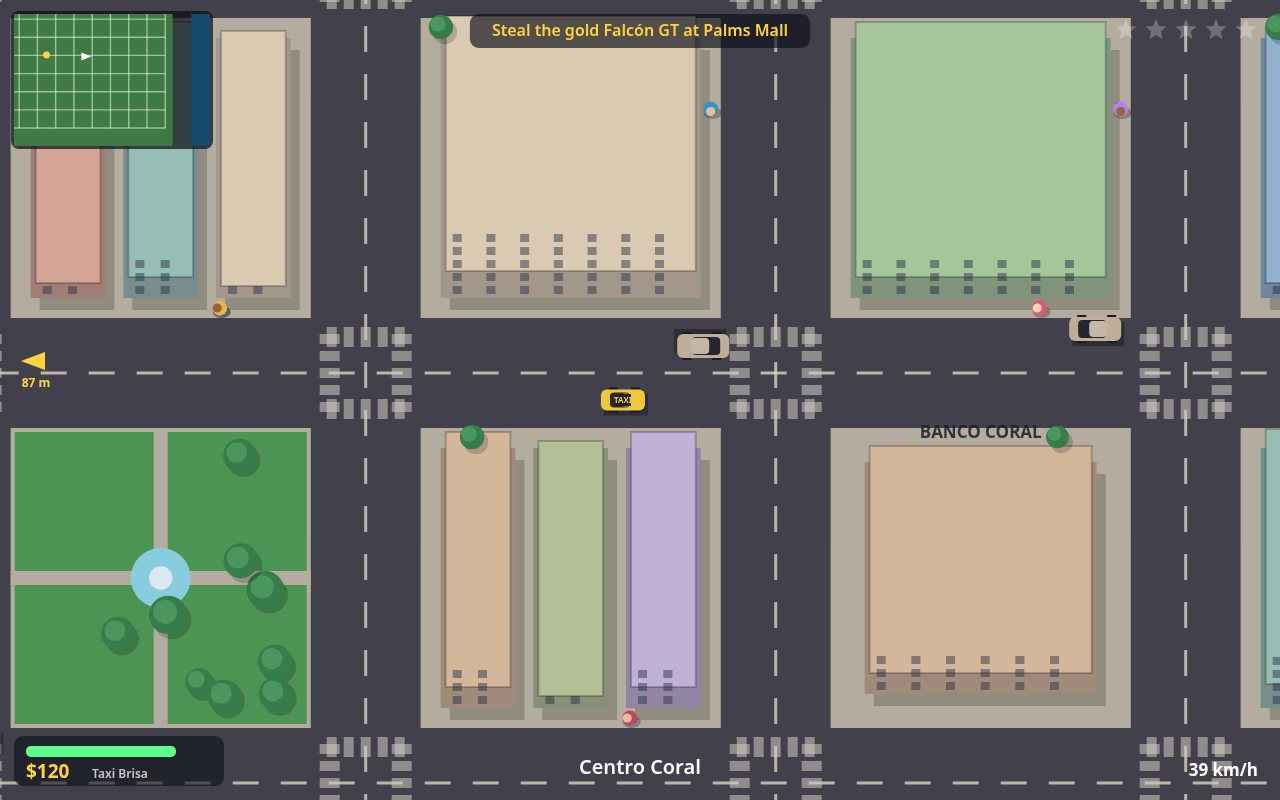 Steal the gold Falcón GT at Palms Mall
87 m
TAXI
BANCO CORAL
$120 Taxi Brisa
Centro Coral
39 km/h